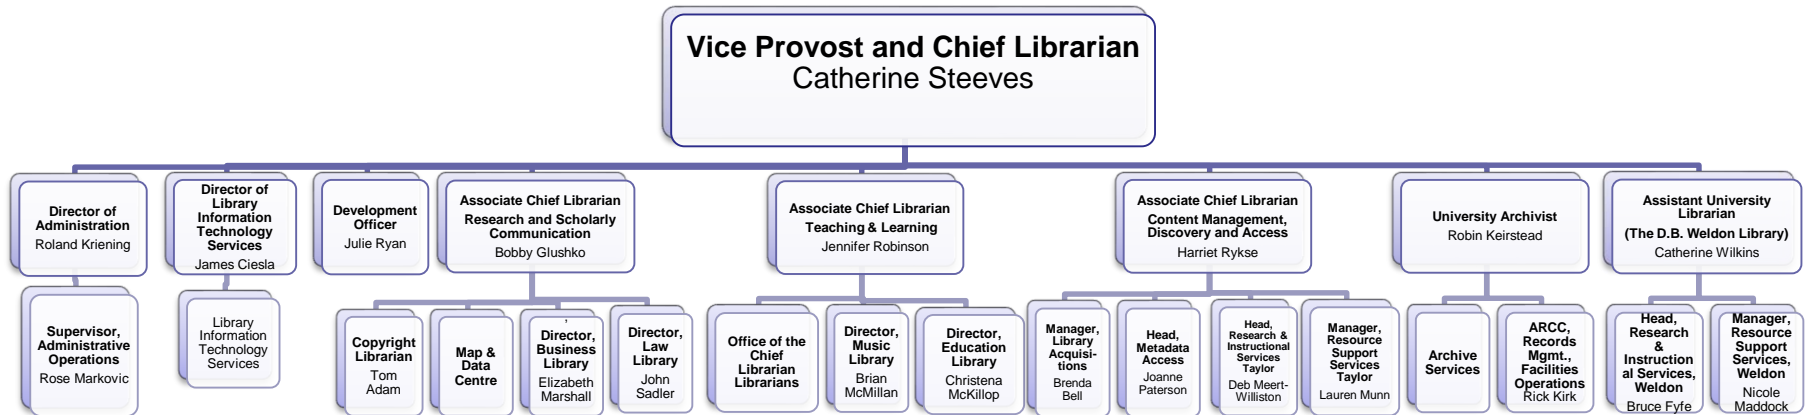 Vice Provost and Chief Librarian
Catherine Steeves
Director of
Administration
Roland Kriening
Director of
Library
Information
Technology
Services
James Ciesla
Development
Officer
Julie Ryan
Associate Chief Librarian
Research and Scholarly
Communication
Bobby Glushko
Associate Chief Librarian
Teaching & Learning
Jennifer Robinson
Associate Chief Librarian
Content Management,
Discovery and Access
Harriet Rykse
University Archivist
Robin Keirstead
Assistant University
Librarian
(The D.B. Weldon Library)
Catherine Wilkins
Supervisor,
Administrative
Operations
Rose Markovic
Library
Information
Technology
Services
Copyright
Librarian
Tom
Adam
Map &
Data
Centre
,
Director,
Business
Library
Elizabeth
Marshall
Director,
Law
Library
John
Sadler
Office of the
Chief
Librarian
Librarians
Director,
Music
Library
Brian
McMillan
Director,
Education
Library
Christena
McKillop
Manager,
Library
Acquisi-
tions
Brenda
Bell
Head,
Metadata
Access
Joanne
Paterson
Head,
Research &
Instructional
Services
Taylor
Deb Meert-
Williston
Manager,
Resource
Support
Services
Taylor
Lauren Munn
Archive
Services
ARCC,
Records
Mgmt.,
Facilities
Operations
Rick Kirk
Head,
Research
&
Instruction
al Services,
Weldon
Bruce Fyfe
Manager,
Resource
Support
Services,
Weldon
Nicole
Maddock